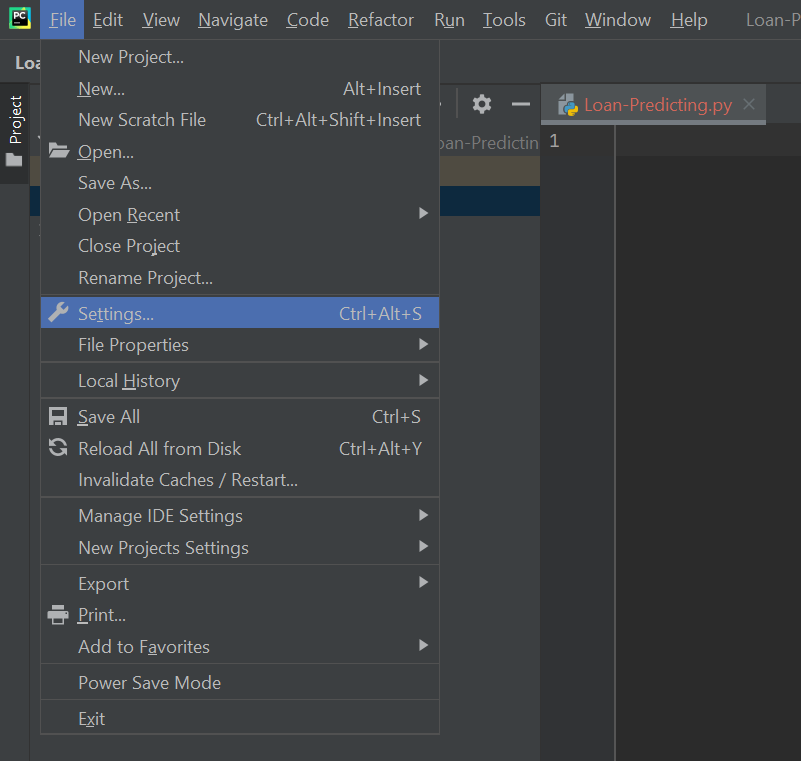 PC
File Edit View Navigate Code Refactor Run Tools Git Window Help Loan-P
Loa
Project
New Project...
New... Alt+Insert
New Scratch File Ctrl+Alt+Shift+Insert
Open...
Save As...
Open Recent
Close Project
Rename Project...
Settings... Ctrl+Alt+S
File Properties
Local History
Save All Ctrl+S
Reload All from Disk Ctrl+Alt+Y
Invalidate Caches / Restart...
Manage IDE Settings
New Projects Settings
Export
Print...
Add to Favorites
Power Save Mode
Exit
oan-Predictin
Loan-Predicting.py
1